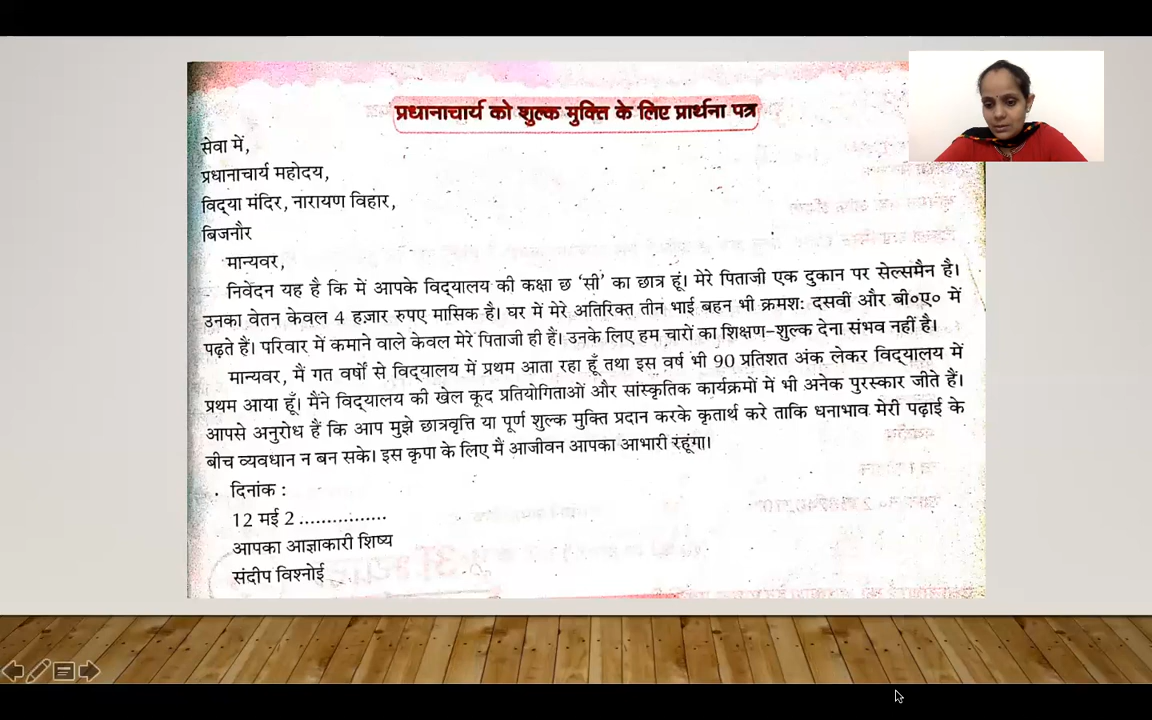 प्रधानाचार्य को शुल्क मुक्ति के लिए प्रार्थना पत्र
सेवा में,
प्रधानाचार्य महोदय,
विद्या मंदिर, नारायण विहार,
बिजनौर
मान्यवर,
निवेदन यह है कि में आपके विद्यालय की कक्षा छ ‘सी’ का छात्र हूं। मेरे पिताजी एक दुकान पर सेल्समैन है।
उनका वेतन केवल 4 हज़ार रुपए मासिक है। घर में मेरे अतिरिक्त तीन भाई बहन भी क्रमशः दसवीं और बी०ए० में
पढ़ते हैं। परिवार में कमाने वाले केवल मेरे पिताजी ही हैं। उनके लिए हम चारों का शिक्षण-शुल्क देना संभव नहीं है।
मान्यवर, मैं गत वर्षों से विद्यालय में प्रथम आता रहा हूँ तथा इस वर्ष भी 90 प्रतिशत अंक लेकर विद्यालय में
प्रथम आया हूँ। मैंने विद्यालय की खेल कूद प्रतियोगिताओं और सांस्कृतिक कार्यक्रमों में भी अनेक पुरस्कार जीते हैं।
आपसे अनुरोध हैं कि आप मुझे छात्रवृत्ति या पूर्ण शुल्क मुक्ति प्रदान करके कृतार्थ करे ताकि धनाभाव मेरी पढ़ाई के
बीच व्यवधान न बन सके। इस कृपा के लिए मैं आजीवन आपका आभारी रहूंगा।
दिनांक :
12 मई 2 ................
आपका आज्ञाकारी शिष्य
संदीप विश्नोई